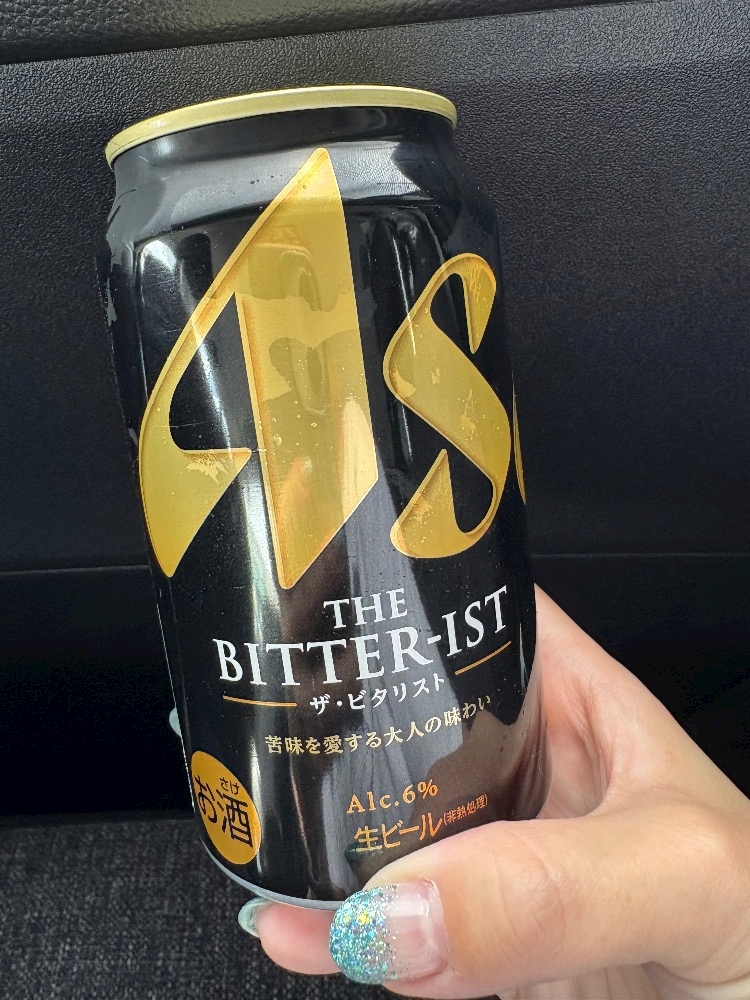 As
THE
BITTER-IST
ザ・ビタリスト
苦味を愛する大人の味わい
Alc.6%
生ビール(非熱処理)
さけ
お酒